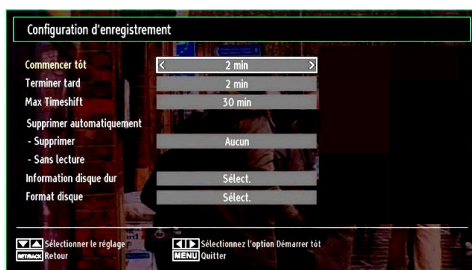 Configuration d'enregistrement
Commencer tôt 2 min
Terminer tard 2 min
Max Timeshift 30 min
Supprimer automatiquement
- Supprimer Aucun
- Sans lecture
Information disque dur Sélect.
Format disque Sélect.
Sélectionner le réglage Sélectionnez l'option Démarrer tôt
Retour MENU Quitter